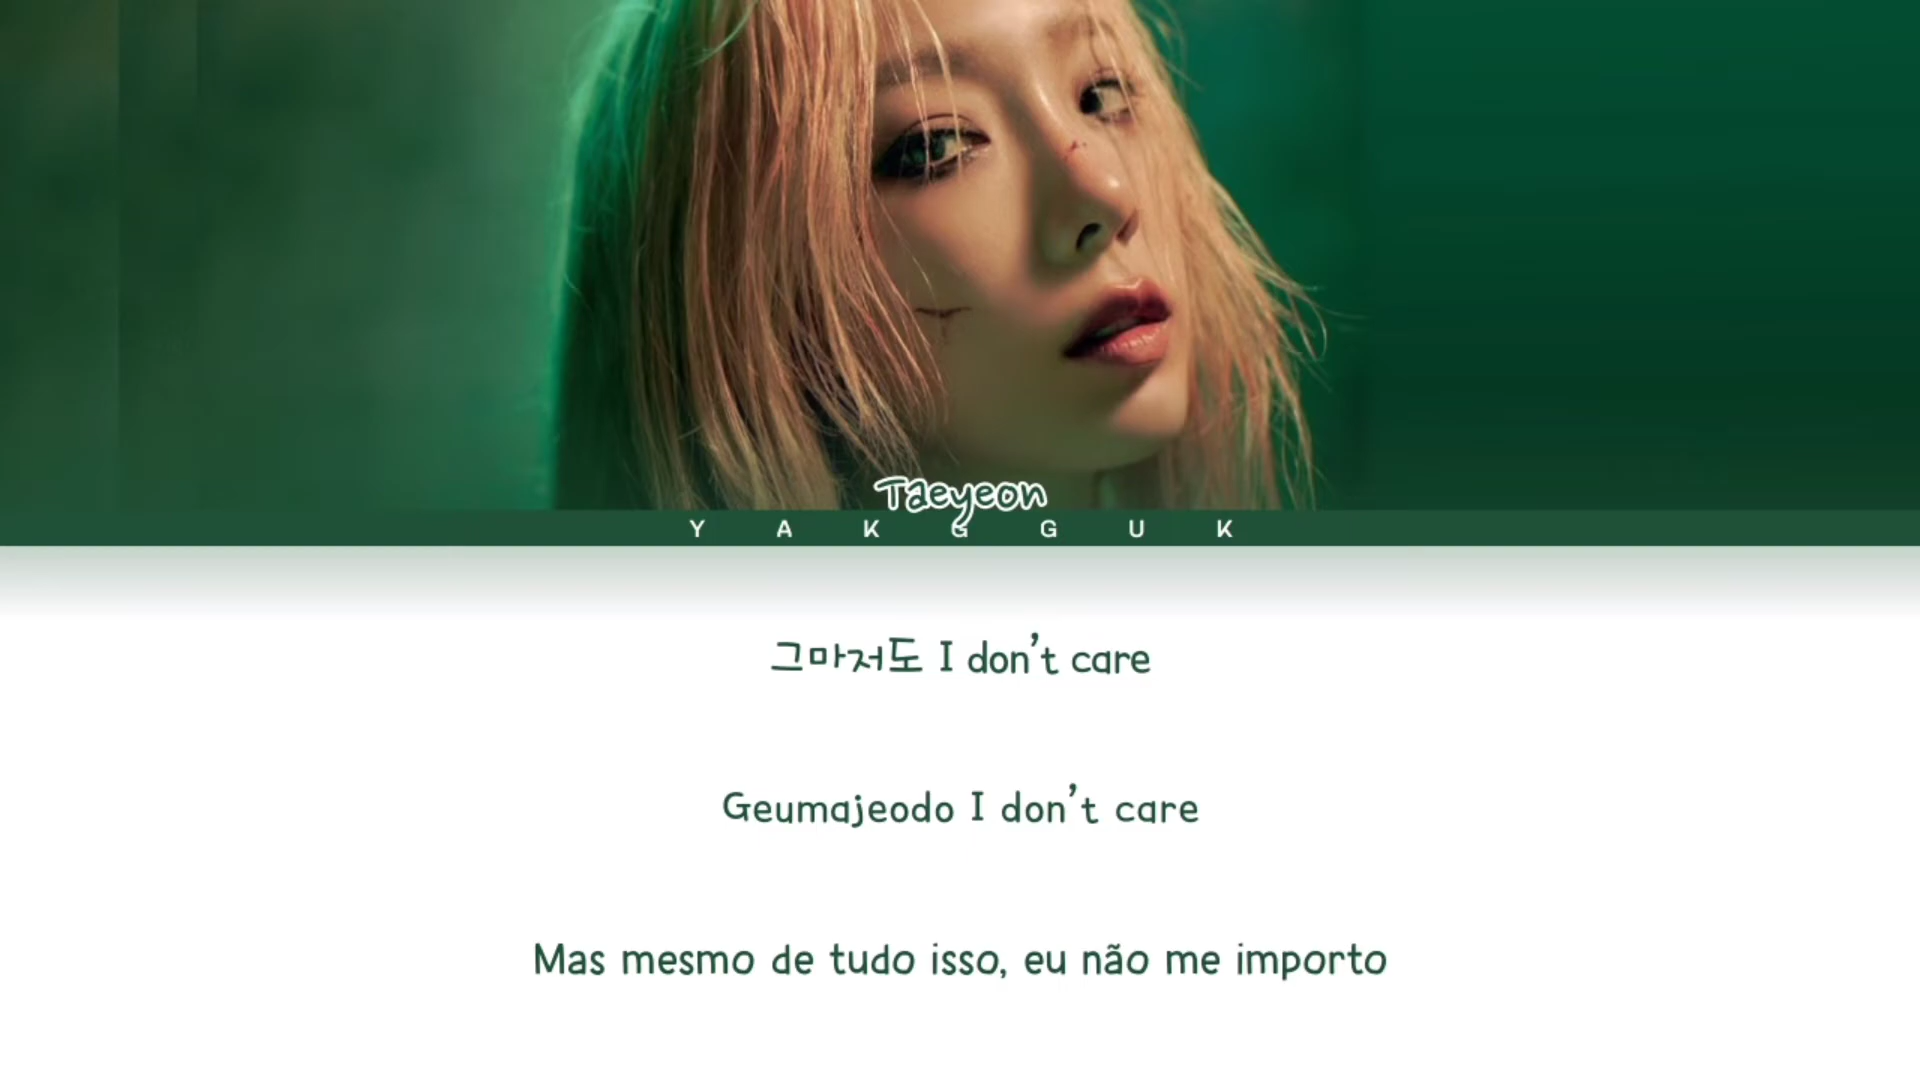 Taeyeon
YAKGGUK
그마저도 I don't care
Geumajeodo I don't care
Mas mesmo de tudo isso, eu não me importo